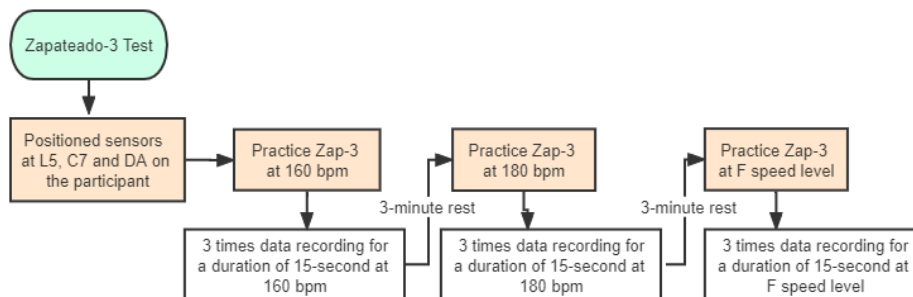 Zapateado-3 Test
Positioned sensors
at L5, C7 and DA on
the participant
Practice Zap-3
at 160 bpm
3 times data recording for
a duration of 15-second at
160 bpm
3-minute rest
Practice Zap-3
at 180 bpm
3 times data recording for
a duration of 15-second at
180 bpm
3-minute rest
Practice Zap-3
at F speed level
3 times data recording for
a duration of 15-second at
F speed level